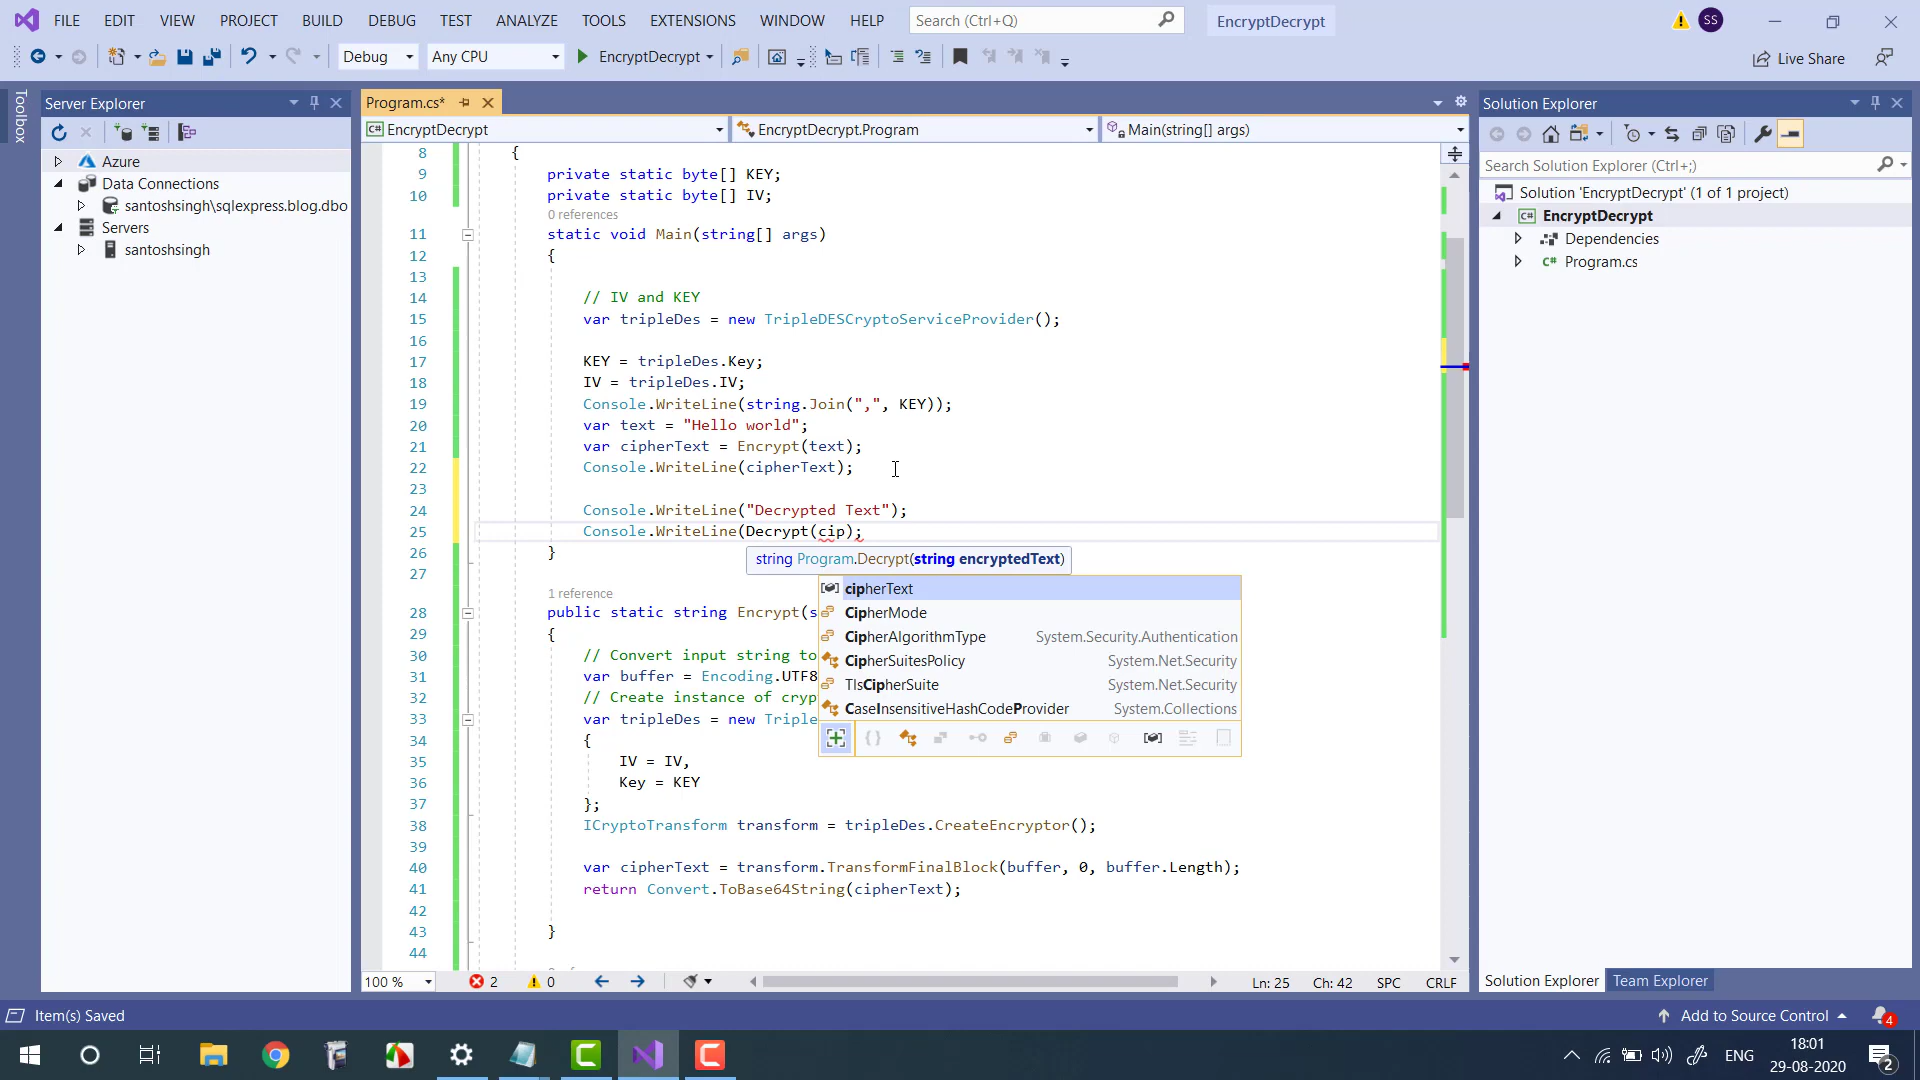 FILE EDIT VIEW PROJECT BUILD DEBUG TEST ANALYZE TOOLS EXTENSIONS WINDOW HELP Search (Ctrl+Q) EncryptDecrypt SS
Debug Any CPU EncryptDecrypt Live Share
Toolbox
Server Explorer
Azure
Data Connections
santoshsingh\sqlexpress.blog.dbo
Servers
santoshsingh
Program.cs*
EncryptDecrypt EncryptDecrypt.Program Main(string[] args)
8 {
9 private static byte[] KEY;
10 private static byte[] IV;
0 references
11 static void Main(string[] args)
12 {
13
14 // IV and KEY
15 var tripleDes = new TripleDESCryptoServiceProvider();
16
17 KEY = tripleDes.Key;
18 IV = tripleDes.IV;
19 Console.WriteLine(string.Join(",", KEY));
20 var text = "Hello world";
21 var cipherText = Encrypt(text);
22 Console.WriteLine(cipherText);
23
24 Console.WriteLine("Decrypted Text");
25 Console.WriteLine(Decrypt(cip);
26 }
27
string Program.Decrypt(string encryptedText)
cipherText
CipherMode
CipherAlgorithmType System.Security.Authentication
CipherSuitesPolicy System.Net.Security
TlsCipherSuite System.Net.Security
CaseInsensitiveHashCodeProvider System.Collections
1 reference
28 public static string Encrypt(s
29 {
30 // Convert input string to
31 var buffer = Encoding.UTF8
32 // Create instance of cryp
33 var tripleDes = new Triple
34 {
35 IV = IV,
36 Key = KEY
37 };
38 ICryptoTransform transform = tripleDes.CreateEncryptor();
39
40 var cipherText = transform.TransformFinalBlock(buffer, 0, buffer.Length);
41 return Convert.ToBase64String(cipherText);
42
43 }
44
100 % 2 0 Ln: 25 Ch: 42 SPC CRLF
Solution Explorer
Search Solution Explorer (Ctrl+;)
Solution 'EncryptDecrypt' (1 of 1 project)
C# EncryptDecrypt
Dependencies
C# Program.cs
Solution Explorer Team Explorer
Item(s) Saved Add to Source Control 4
ENG 18:01
29-08-2020 2